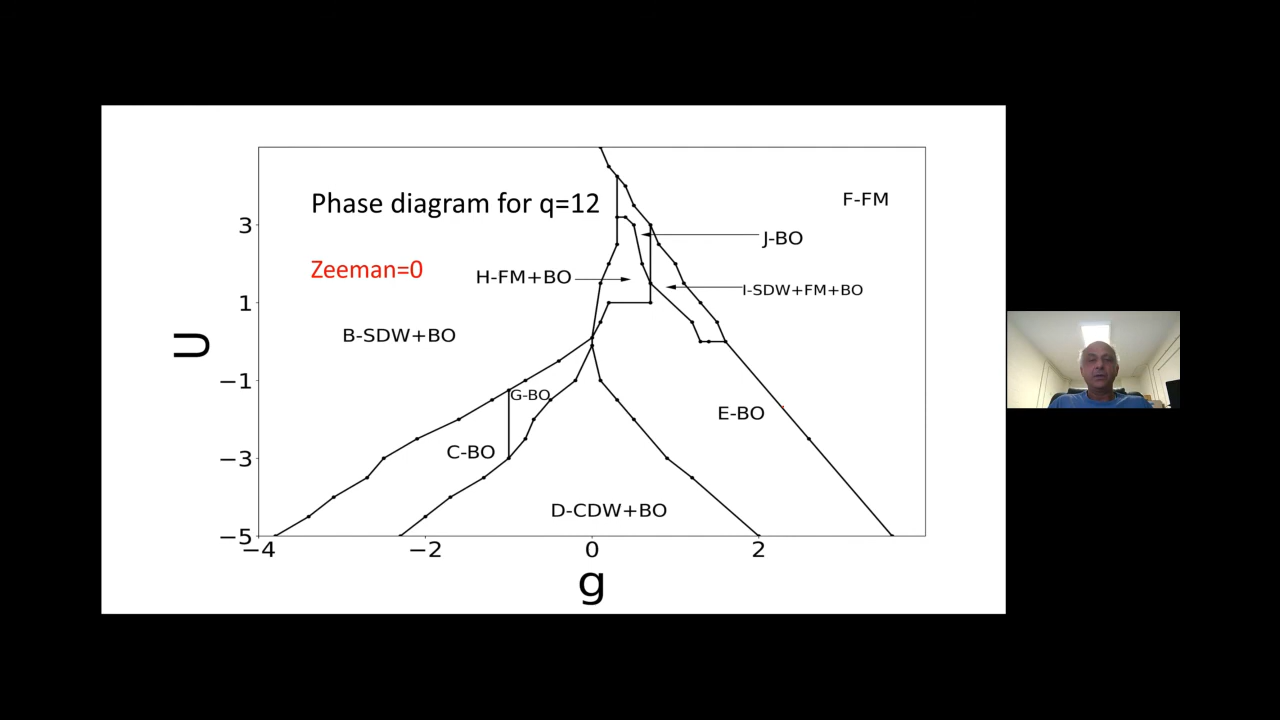 Phase diagram for q=12
F-FM
3
J-BO
Zeeman=0
H-FM+BO
I-SDW+FM+BO
1
B-SDW+BO
U
−1
G-BO
E-BO
C-BO
−3
D-CDW+BO
−5
−4 −2 0 2
g